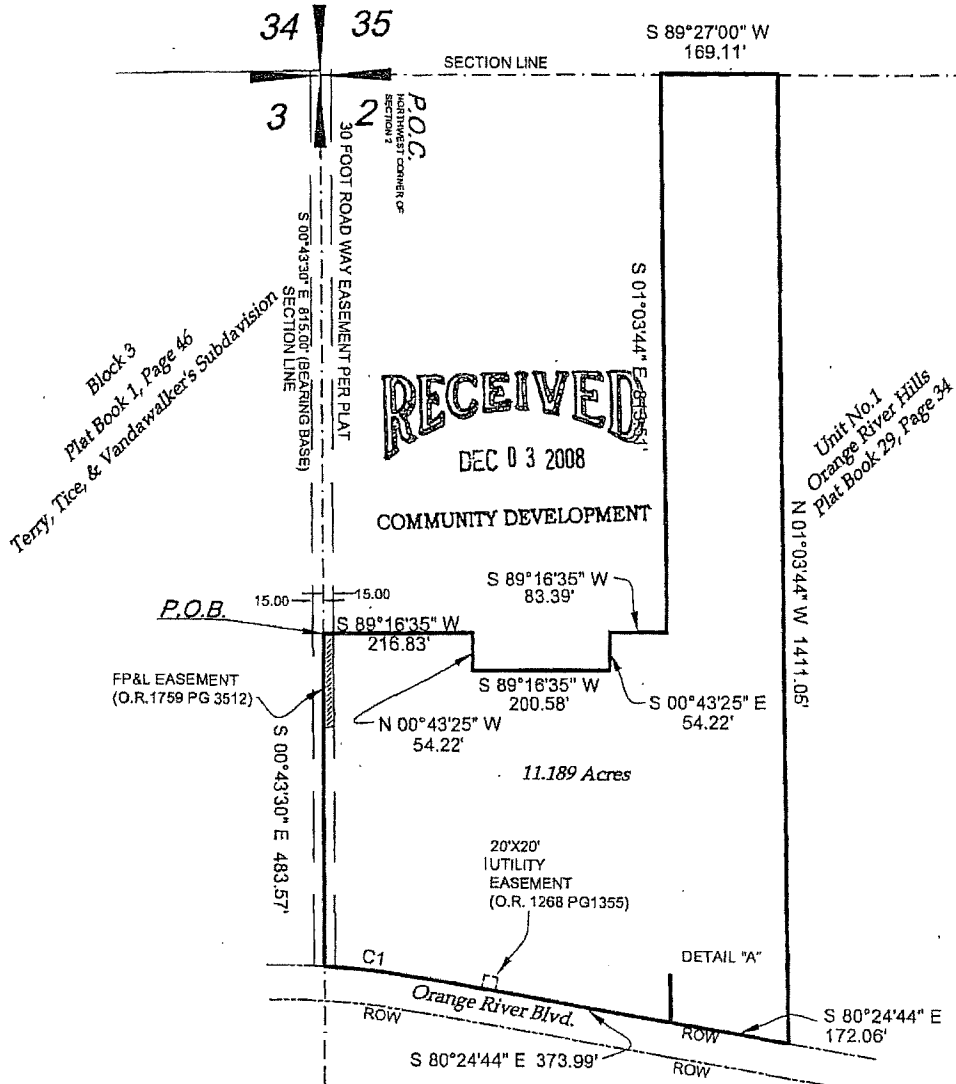 34 35
3 2
S 89°27'00" W
169.11'
SECTION LINE
P.O.C.
NORTHWEST CORNER OF
SECTION 2
30 FOOT ROAD WAY EASEMENT PER PLAT
S 00°43'30" E 815.00' (BEARING BASE)
SECTION LINE
Block 3
Plat Book 1, Page 46
Terry, Tice, & Vandawalker's Subdavision
S 01°03'44" E 813.51'
RECEIVED
DEC 03 2008
COMMUNITY DEVELOPMENT
Unit No.1
Orange River Hills
Plat Book 29, Page 34
N 01°03'44" W 1411.05'
15.00 15.00
P.O.B.
S 89°16'35" W
216.83'
S 89°16'35" W
83.39'
FP&L EASEMENT
(O.R.1759 PG 3512)
S 89°16'35" W
200.58'
N 00°43'25" W
54.22'
S 00°43'25" E
54.22'
S 00°43'30" E 483.57'
11.189 Acres
20'X20'
UTILITY
EASEMENT
(O.R. 1268 PG1355)
C1
DETAIL "A"
Orange River Blvd.
ROW
ROW
ROW
S 80°24'44" E
172.06'
S 80°24'44" E 373.99'